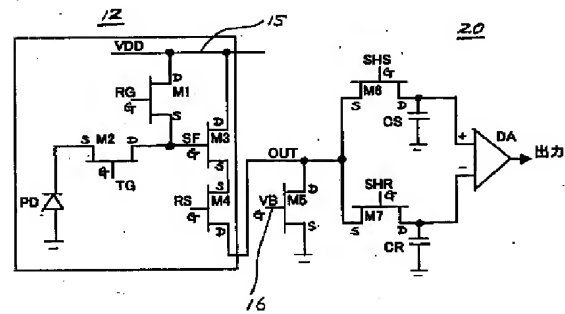 12
15
20
VDD
D
D
RG
G
M1
S
SHS
G
M6
S
D
CS
DA
+
-
出力
M2
S
D
SF
G
D
M3
S
TG
G
PD
RS
G
S
M4
D
OUT
VB
G
D
M5
S
16
SHR
G
S
M7
D
CR